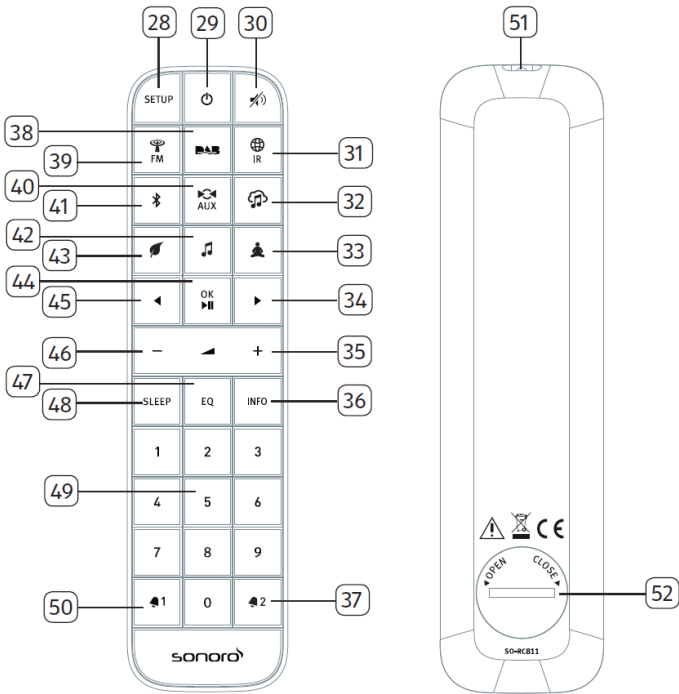 28 29 30 51
SETUP
38
39 FM DAB IR 31
40
41 AUX 32
42
43 33
44
45 OK 34
46 − + 35
47
48 SLEEP EQ INFO 36
1 2 3
49 4 5 6
7 8 9
50 1 0 2 37
sonoro
CE
OPEN CLOSE
52
SO-RC811